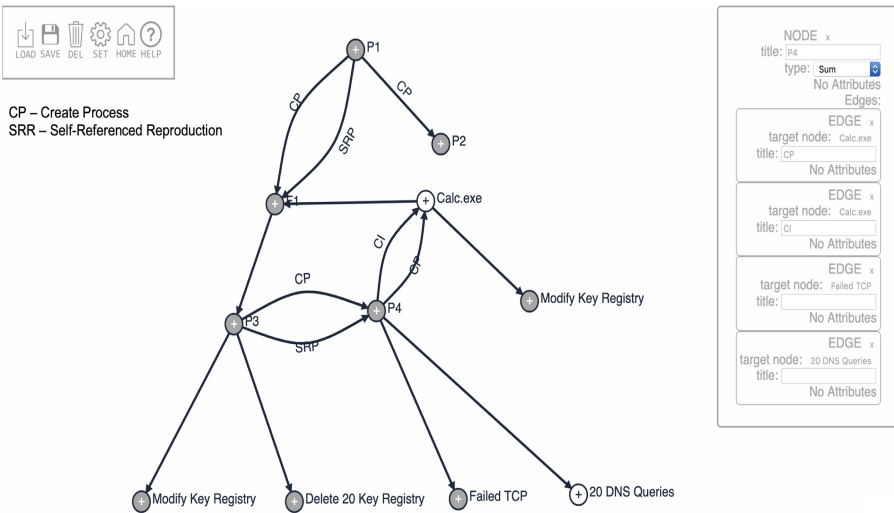 LOAD SAVE DEL SET HOME HELP
CP – Create Process
SRR – Self-Referenced Reproduction
P1
CP
CP
SRP
P2
F1
Calc.exe
CI
CP
CP
Modify Key Registry
P3
P4
SRP
Modify Key Registry
Delete 20 Key Registry
Failed TCP
20 DNS Queries
NODE x
title: P4
type: Sum
No Attributes
Edges:
EDGE x
target node: Calc.exe
title: CP
No Attributes
EDGE x
target node: Calc.exe
title: CI
No Attributes
EDGE x
target node: Failed TCP
title:
No Attributes
EDGE x
target node: 20 DNS Queries
title:
No Attributes